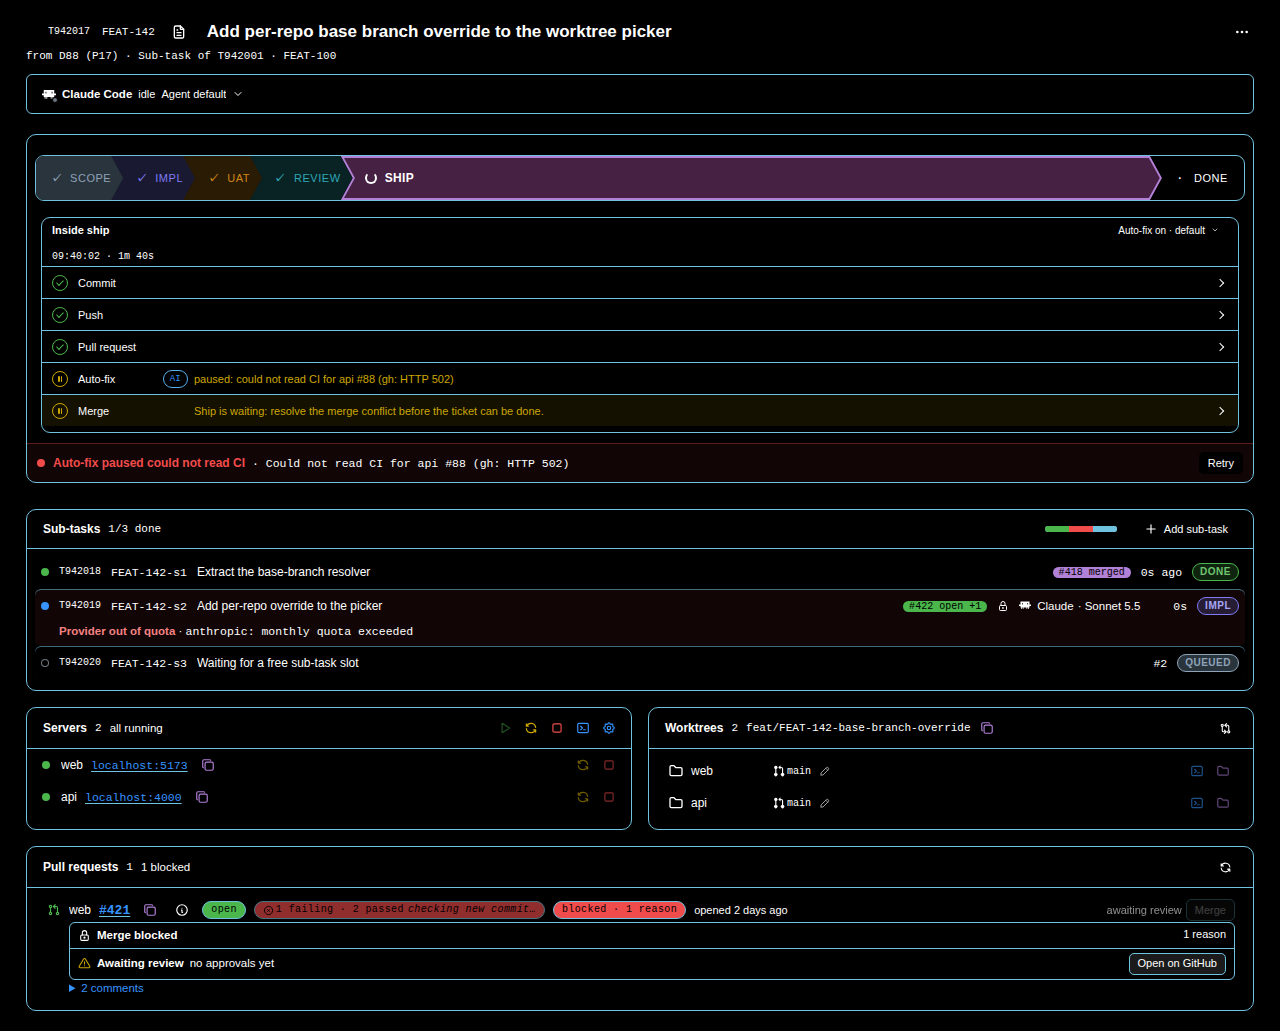 T942017 FEAT-142 Add per-repo base branch override to the worktree picker
from D88 (P17) · Sub-task of T942001 · FEAT-100
Claude Code idle Agent default
SCOPE IMPL UAT REVIEW SHIP · DONE
Inside ship Auto-fix on · default
09:40:02 · 1m 40s
Commit
Push
Pull request
Auto-fix AI paused: could not read CI for api #88 (gh: HTTP 502)
Merge Ship is waiting: resolve the merge conflict before the ticket can be done.
Auto-fix paused could not read CI · Could not read CI for api #88 (gh: HTTP 502) Retry
Sub-tasks 1/3 done Add sub-task
T942018 FEAT-142-s1 Extract the base-branch resolver #418 merged 0s ago DONE
T942019 FEAT-142-s2 Add per-repo override to the picker #422 open +1 Claude · Sonnet 5.5 0s IMPL
Provider out of quota · anthropic: monthly quota exceeded
T942020 FEAT-142-s3 Waiting for a free sub-task slot #2 QUEUED
Servers 2 all running
web localhost:5173
api localhost:4000
Worktrees 2 feat/FEAT-142-base-branch-override
web main
api main
Pull requests 1 1 blocked
web #421 open 1 failing · 2 passed checking new commit… blocked · 1 reason opened 2 days ago awaiting review Merge
Merge blocked 1 reason
Awaiting review no approvals yet Open on GitHub
2 comments